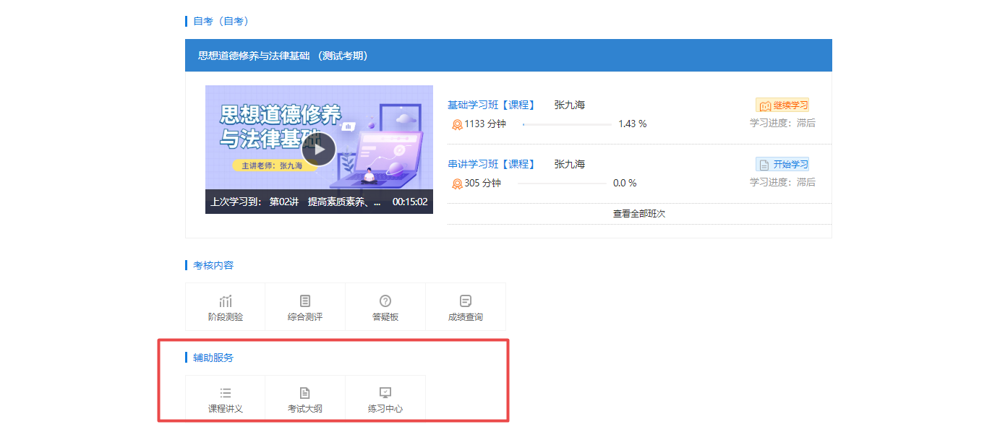 自考（自考）
思想道德修养与法律基础 （测试考期）
思想道德修养
与法律基础
主讲老师：张九海
上次学习到： 第02讲 提高素质素养、... 00:15:02
基础学习班【课程】 张九海 继续学习
1133 分钟 1.43 % 学习进度：滞后
串讲学习班【课程】 张九海 开始学习
305 分钟 0.0 % 学习进度：滞后
查看全部班次
考核内容
阶段测验 综合测评 答疑板 成绩查询
辅助服务
课程讲义 考试大纲 练习中心